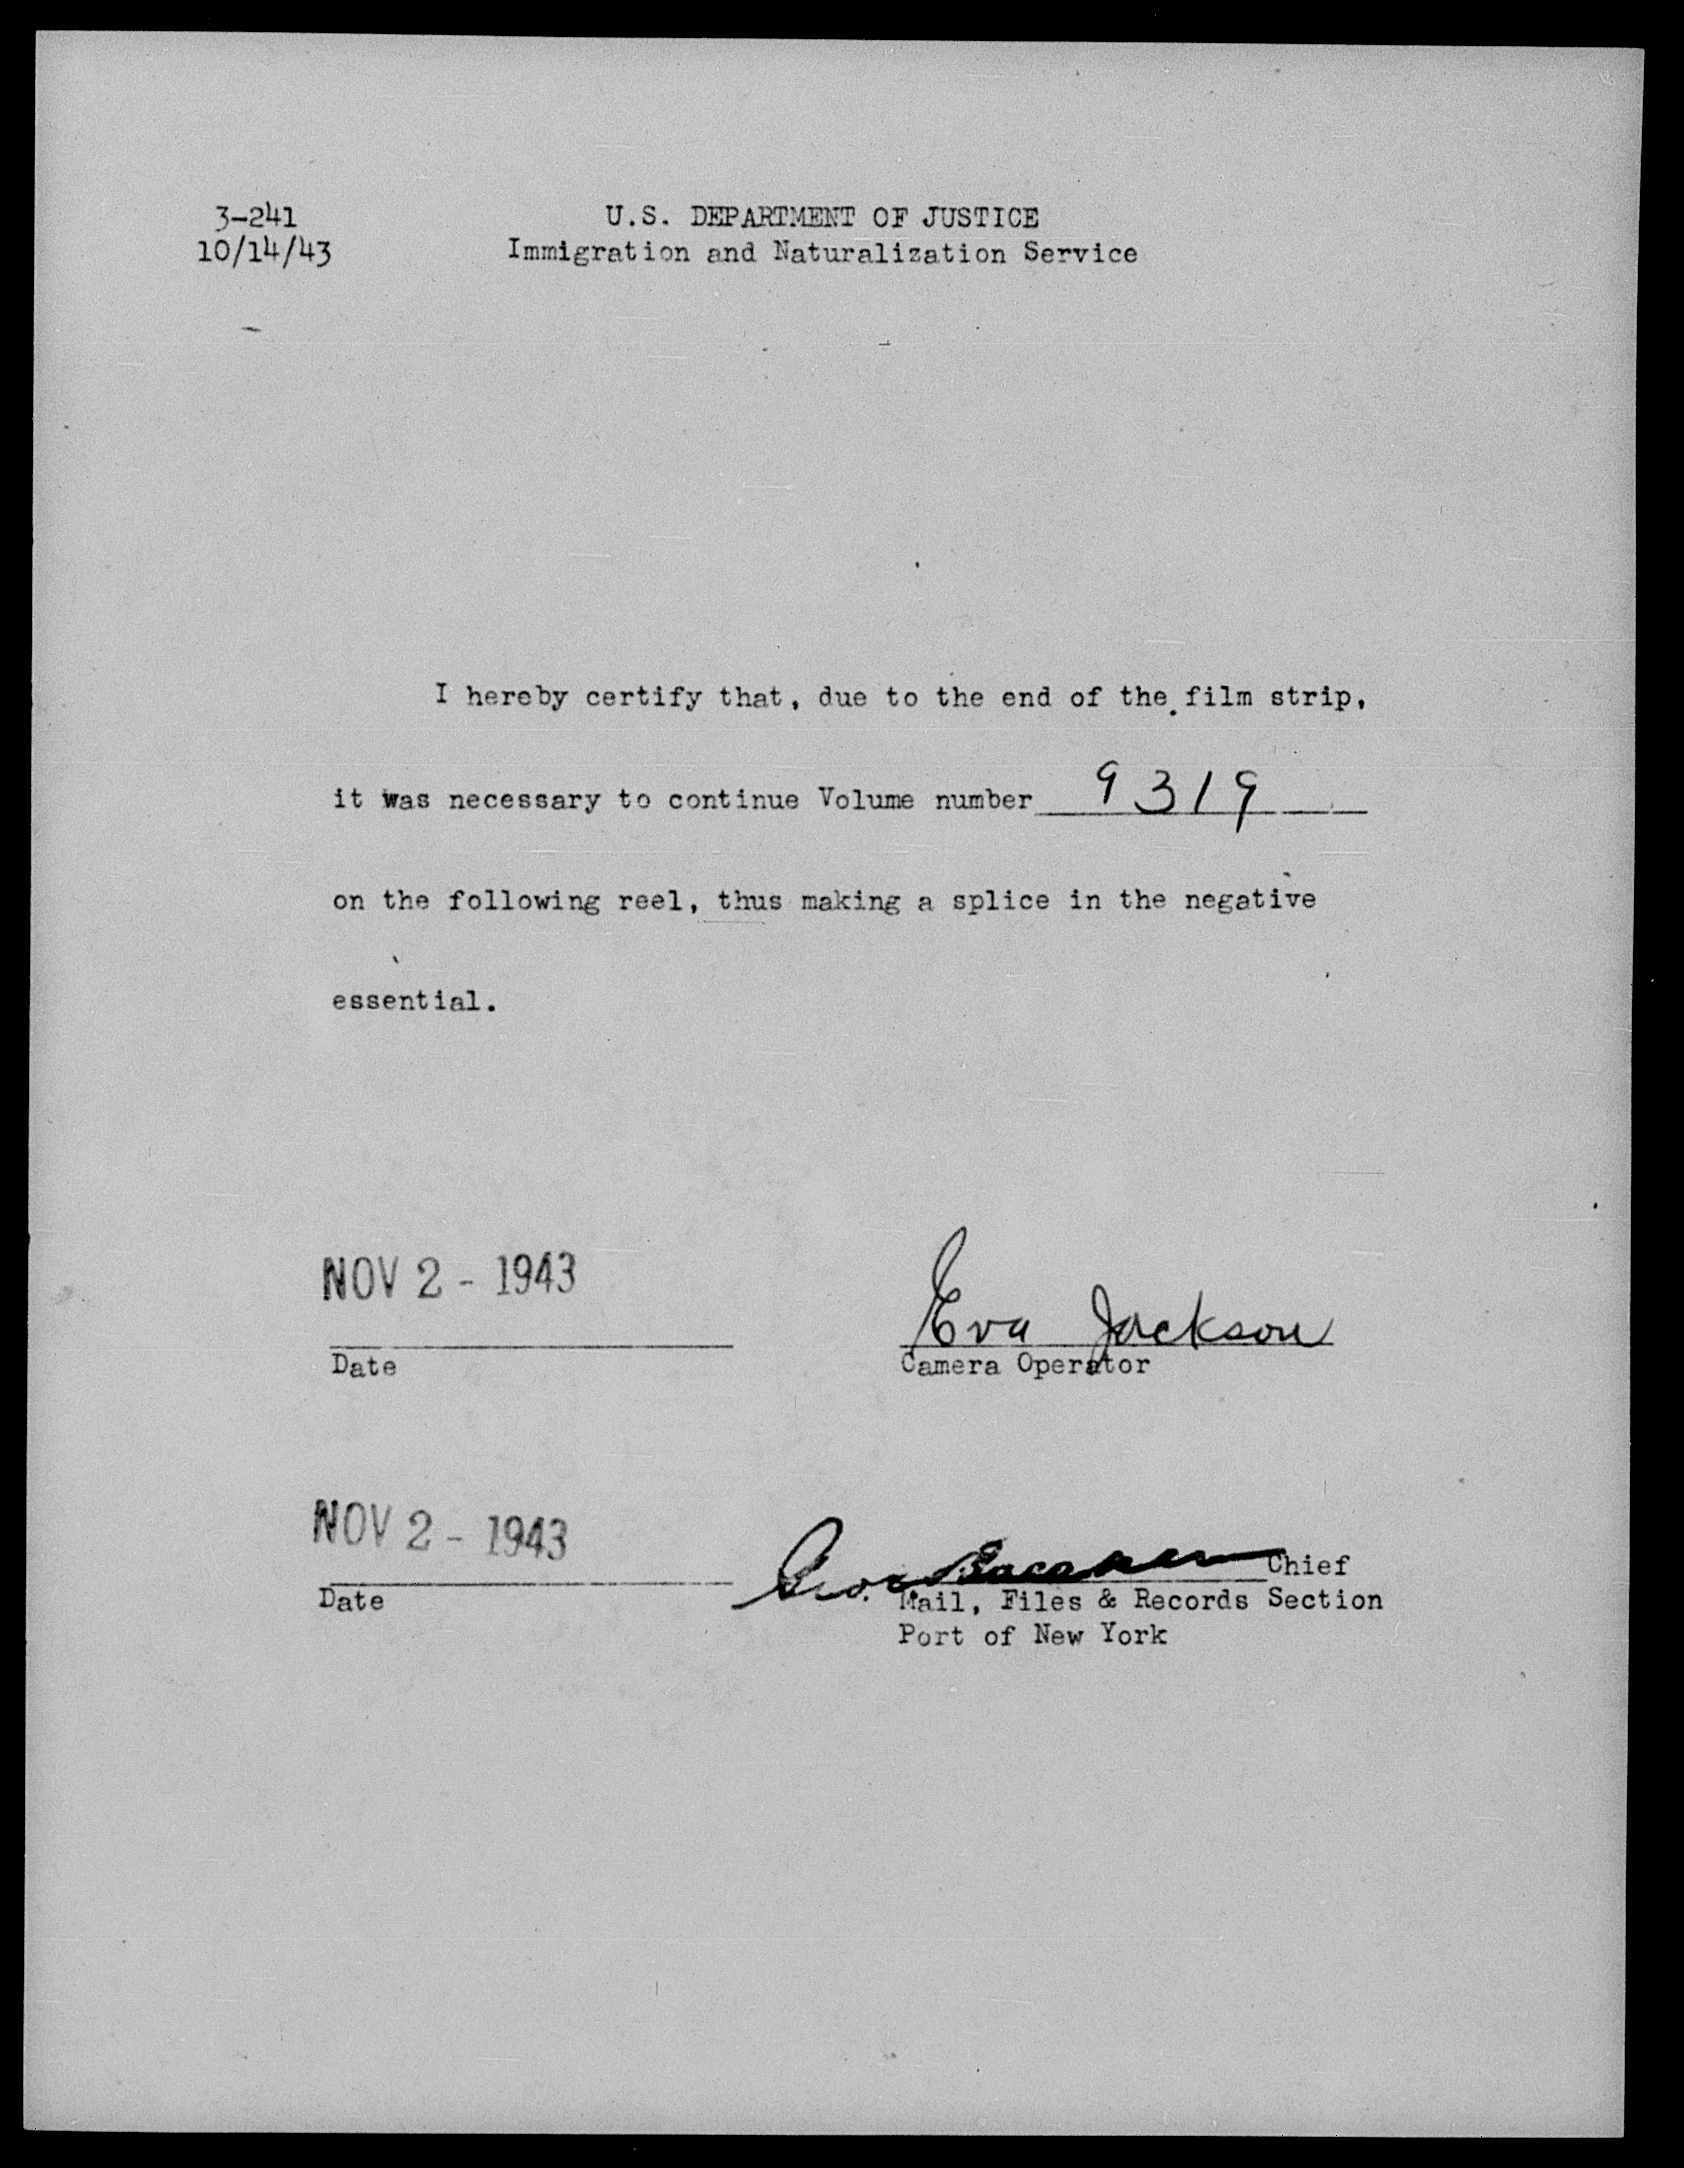 3-241
10/14/43
U.S. DEPARTMENT OF JUSTICE
Immigration and Naturalization Service
I hereby certify that, due to the end of the film strip,
it was necessary to continue Volume number 9319
on the following reel, thus making a splice in the negative
essential.
NOV 2 - 1943
Date
Eva Jackson
Camera Operator
NOV 2 - 1943
Date
Geo. Chief
Mail, Files & Records Section
Port of New York